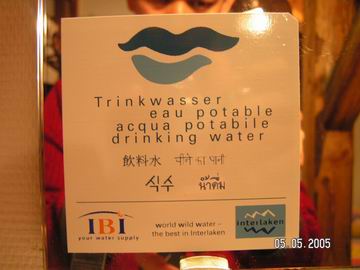 Trinkwasser
eau potable
acqua potabile
drinking water
飲料水 पीने का पानी
식수 น้ำดื่ม
IBI
your water supply
world wild water –
the best in Interlaken
interlaken
05.05.2005